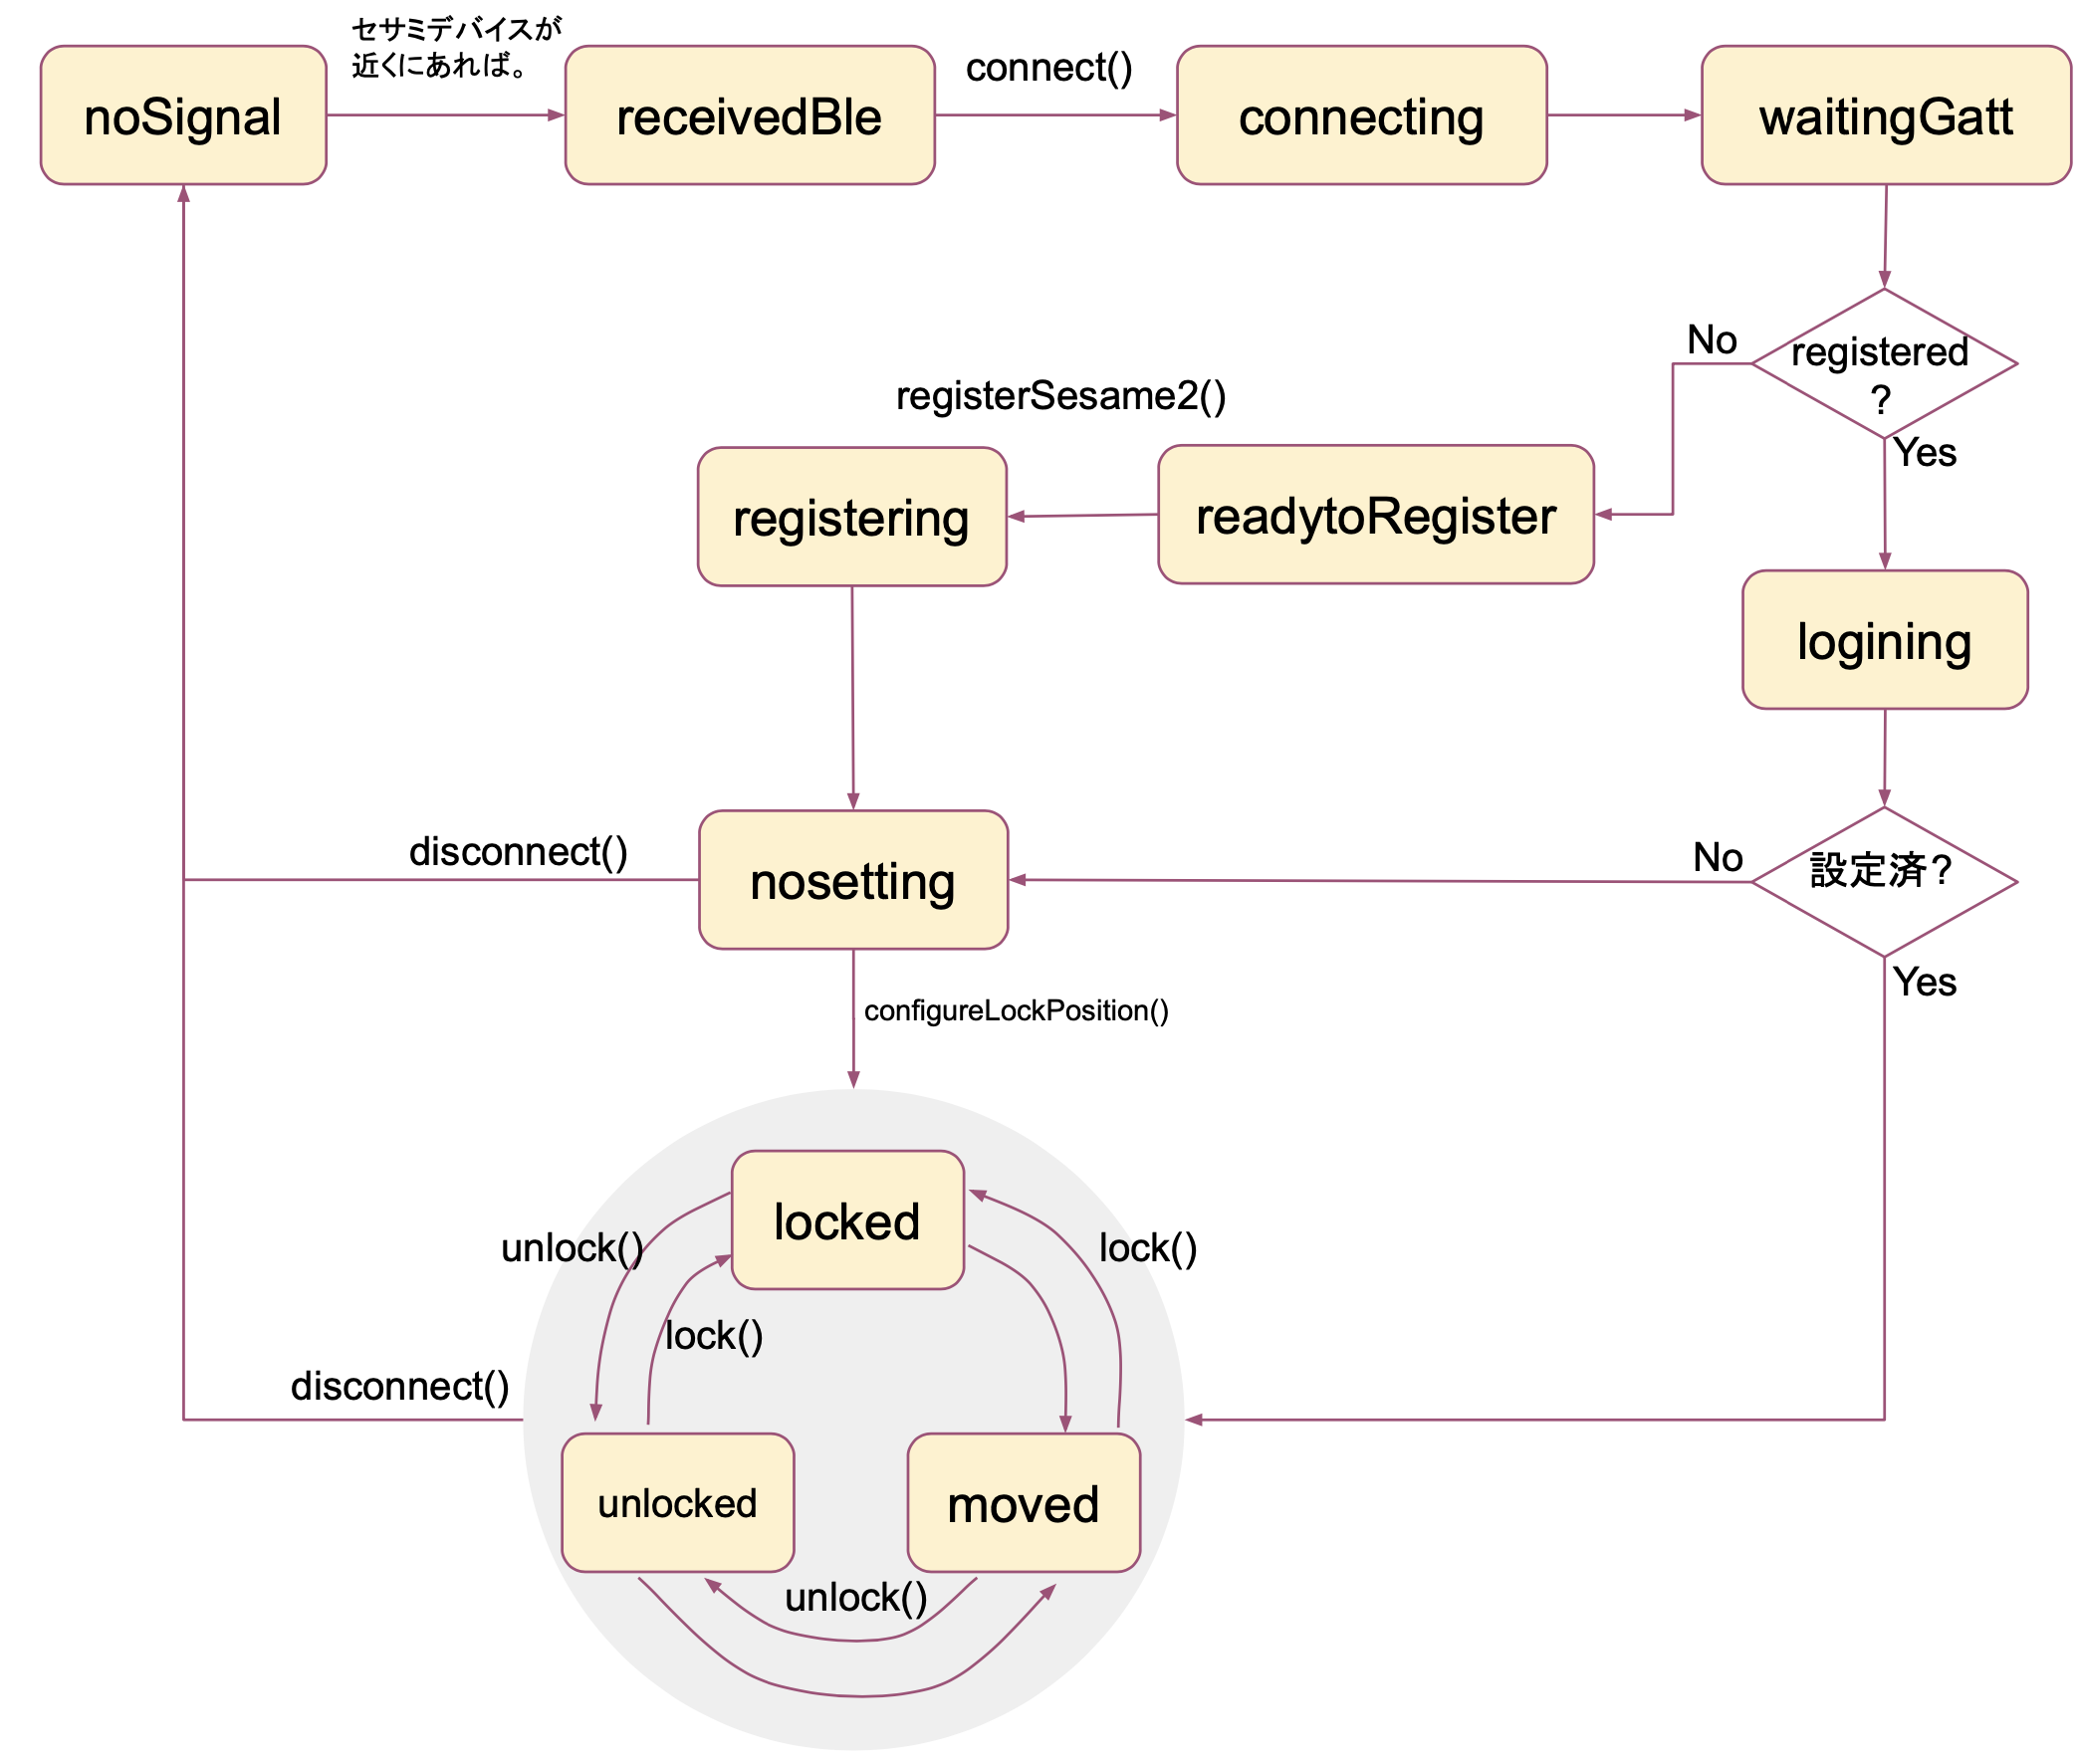 セサミデバイスが
近くにあれば。
noSignal
receivedBle
connect()
connecting
waitingGatt
registered
?
No
Yes
registerSesame2()
registering
readytoRegister
logining
disconnect()
nosetting
No
設定済?
Yes
configureLockPosition()
locked
unlock()
lock()
lock()
disconnect()
unlocked
moved
unlock()